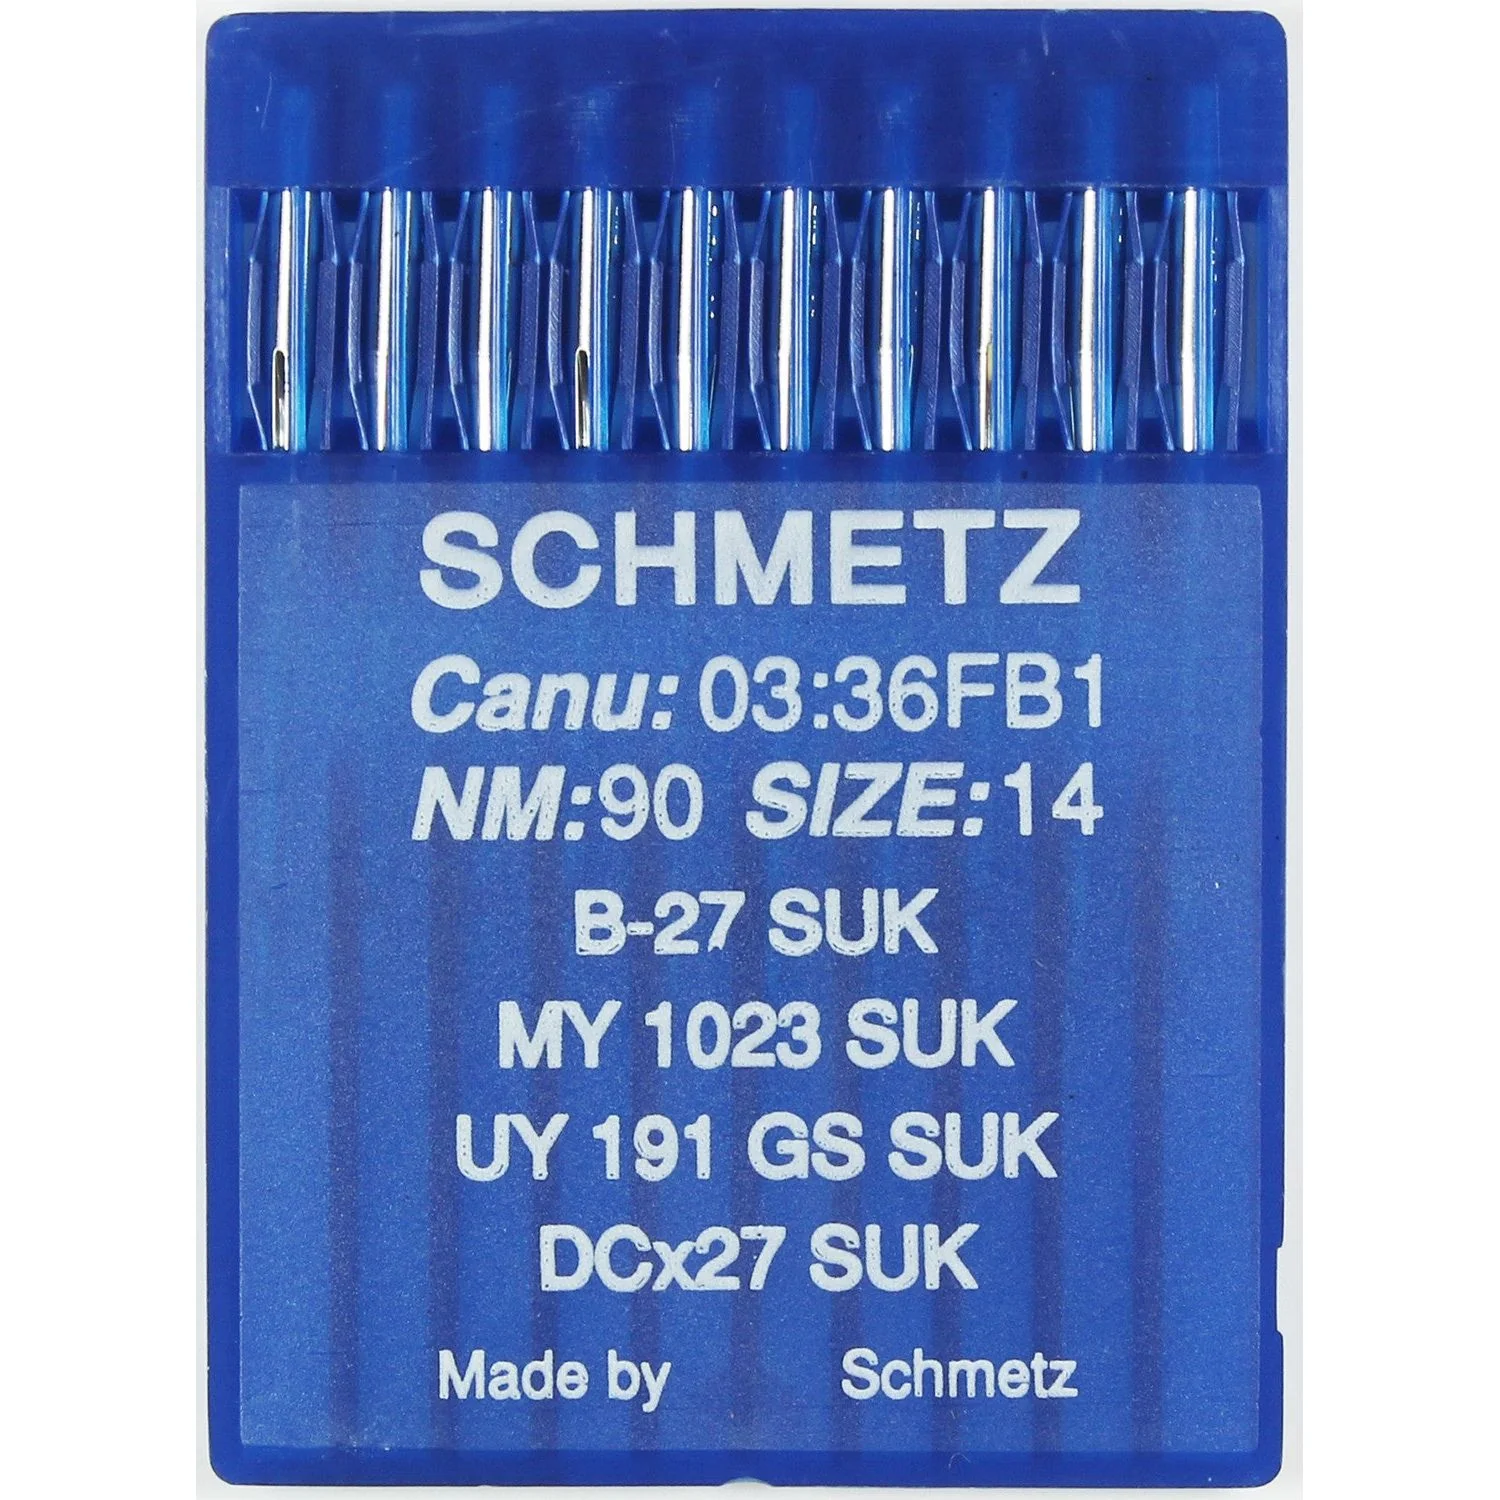 SCHMETZ
Canu: 03:36FB1
NM:90 SIZE:14
B-27 SUK
MY 1023 SUK
UY 191 GS SUK
DCx27 SUK
Made by Schmetz